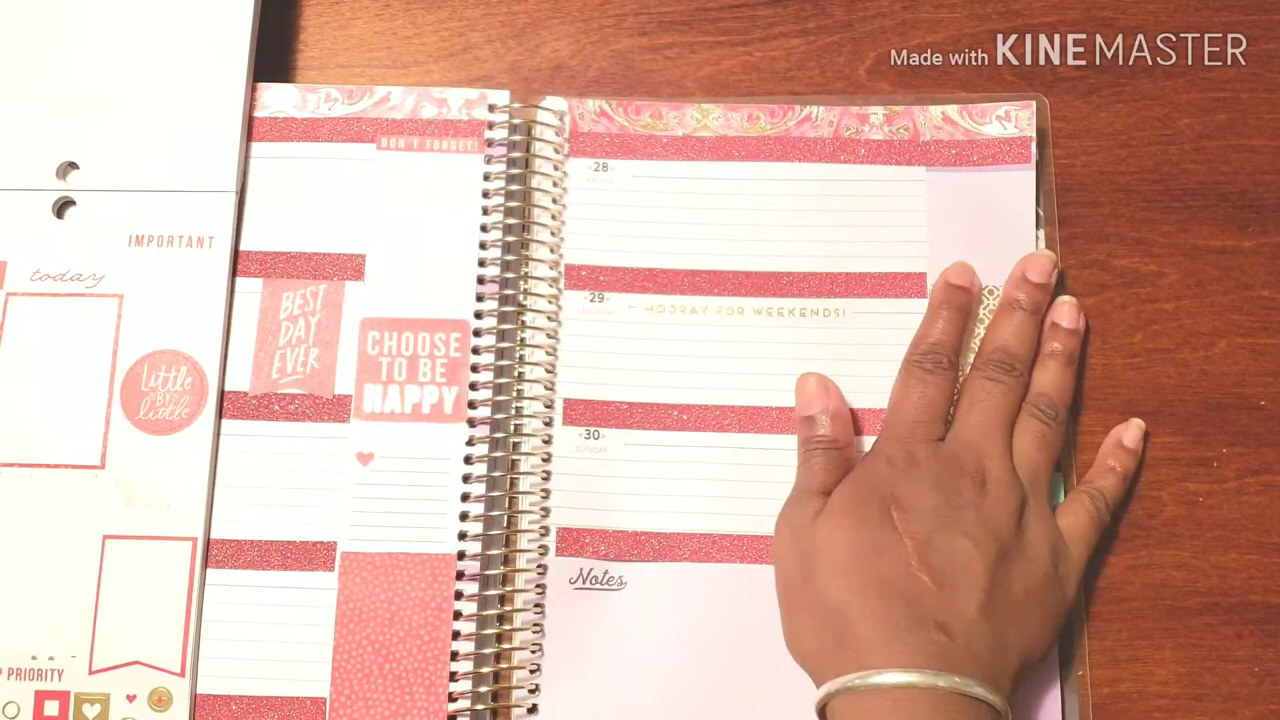 Made with KINEMASTER
IMPORTANT
today
Little
BY
little
PRIORITY
DON'T FORGET!
BEST
DAY
EVER
CHOOSE
TO BE
HAPPY
28
29
SATURDAY
HOORAY FOR WEEKENDS!
30
SUNDAY
Notes